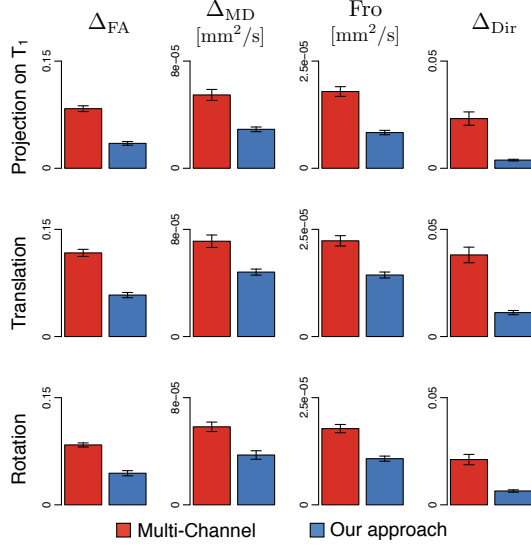 Δ_FA Δ_MD Fro Δ_Dir
[mm²/s] [mm²/s]
Projection on T₁
0.15 0 8e−05 0 2.5e−05 0 0.05 0
Translation
0.15 0 8e−05 0 2.5e−05 0 0.05 0
Rotation
0.15 0 8e−05 0 2.5e−05 0 0.05 0
Multi-Channel Our approach